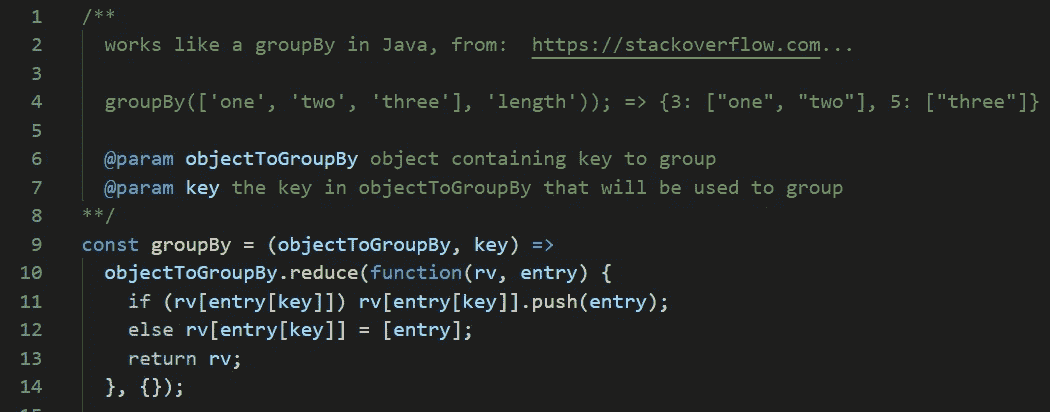 1 /**
2 works like a groupBy in Java, from: https://stackoverflow.com...
3
4 groupBy(['one', 'two', 'three'], 'length')); => {3: ["one", "two"], 5: ["three"]}
5
6 @param objectToGroupBy object containing key to group
7 @param key the key in objectToGroupBy that will be used to group
8 **/
9 const groupBy = (objectToGroupBy, key) =>
10 objectToGroupBy.reduce(function(rv, entry) {
11 if (rv[entry[key]]) rv[entry[key]].push(entry);
12 else rv[entry[key]] = [entry];
13 return rv;
14 }, {});